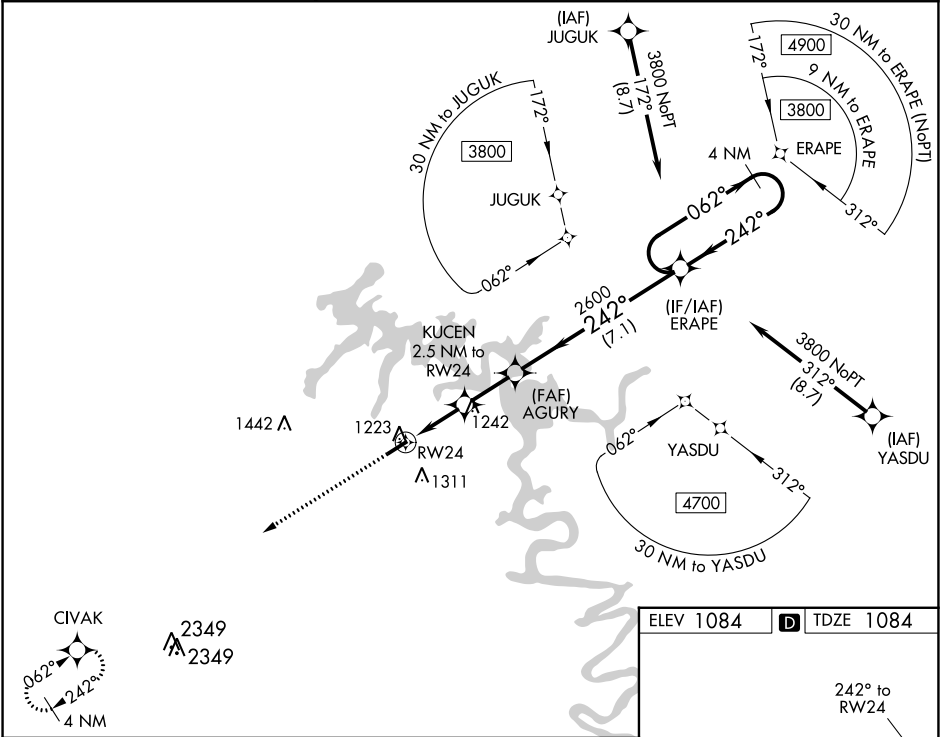 (IAF)
JUGUK
3800 NoPT
172°
(8.7)
30 NM to JUGUK
172°
3800
JUGUK
062°
30 NM to ERAPE (NoPT)
4900
172°
9 NM to ERAPE
3800
ERAPE
312°
4 NM
062°
242°
(IF/IAF)
ERAPE
2600
242°
(7.1)
KUCEN
2.5 NM to
RW24
(FAF)
AGURY
3800 NoPT
312°
(8.7)
(IAF)
YASDU
1442
1223
1242
RW24
1311
062°
YASDU
312°
4700
30 NM to YASDU
CIVAK
062°
242°
4 NM
2349
2349
ELEV 1084 D TDZE 1084
242° to
RW24